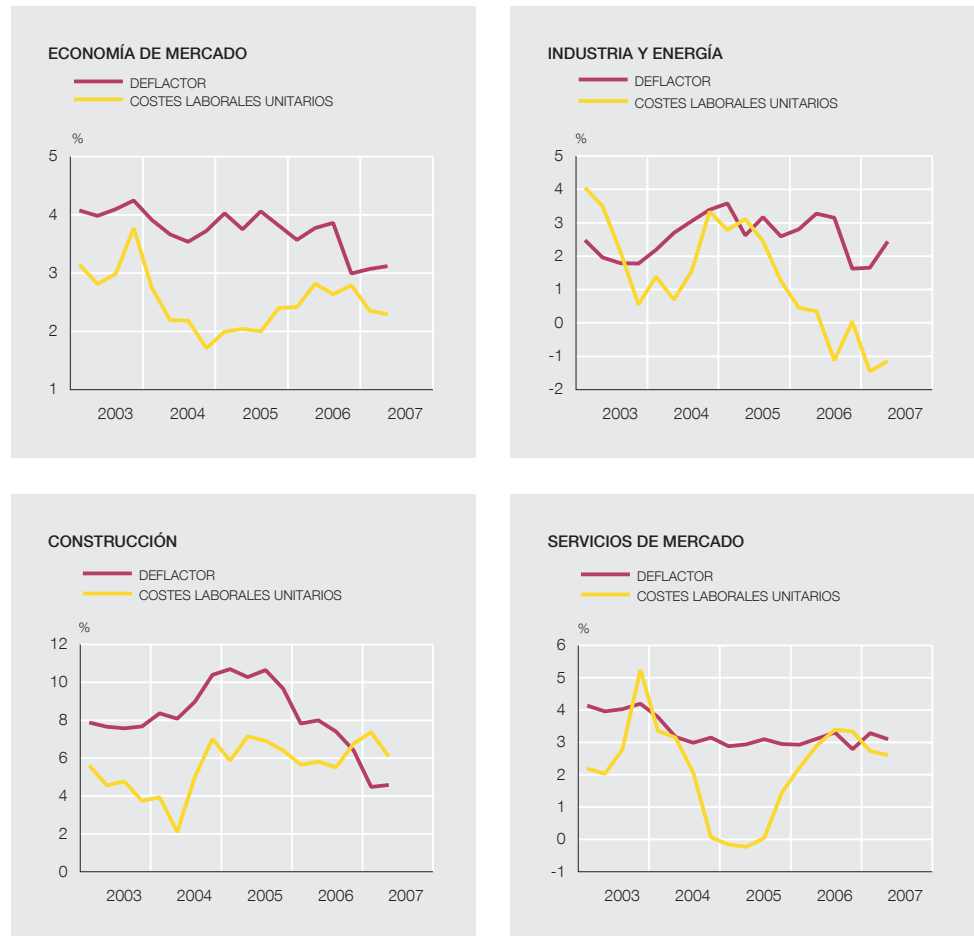 ECONOMÍA DE MERCADO
DEFLACTOR
COSTES LABORALES UNITARIOS
%
5
4
3
2
1
2003 2004 2005 2006 2007
INDUSTRIA Y ENERGÍA
DEFLACTOR
COSTES LABORALES UNITARIOS
%
5
4
3
2
1
0
-1
-2
2003 2004 2005 2006 2007
CONSTRUCCIÓN
DEFLACTOR
COSTES LABORALES UNITARIOS
%
12
10
8
6
4
2
0
2003 2004 2005 2006 2007
SERVICIOS DE MERCADO
DEFLACTOR
COSTES LABORALES UNITARIOS
%
6
5
4
3
2
1
0
-1
2003 2004 2005 2006 2007